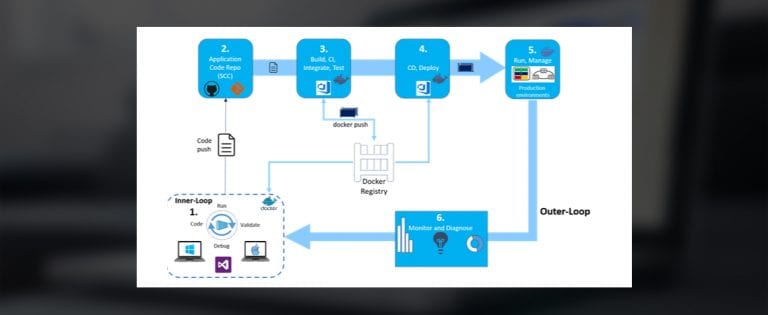 2.
Application
Code Repo
(SCC)
3.
Build, CI,
Integrate, Test
4.
CD, Deploy
5.
Run, Manage
Production
environments
docker push
Code
push
Docker
Registry
Inner-Loop
1.
Run
Code
Validate
Debug
docker
6.
Monitor and Diagnose
Outer-Loop